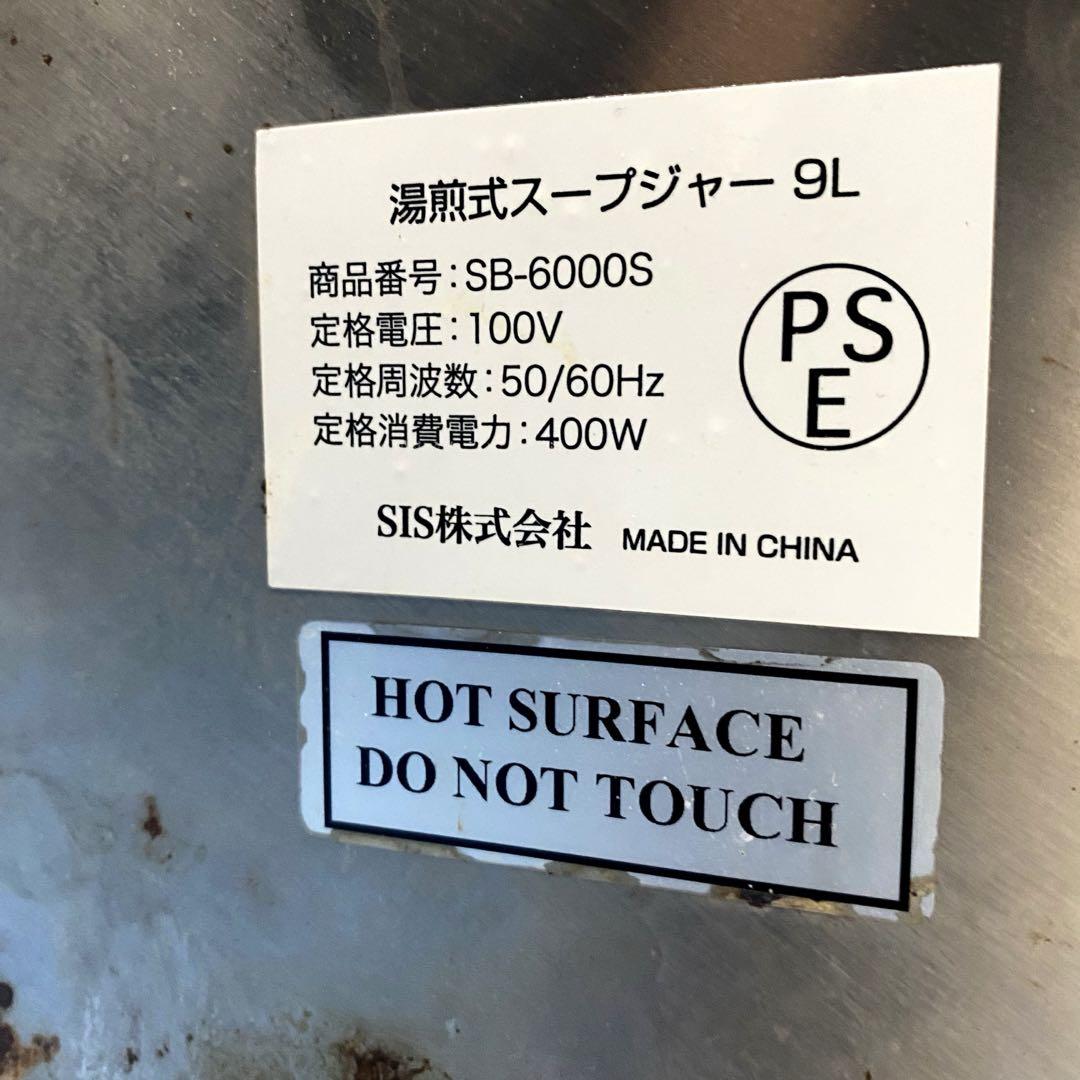 湯煎式スープジャー 9L
商品番号：SB-6000S
定格電圧：100V
定格周波数：50/60Hz
定格消費電力：400W
PS
E
SIS株式会社 MADE IN CHINA
HOT SURFACE
DO NOT TOUCH